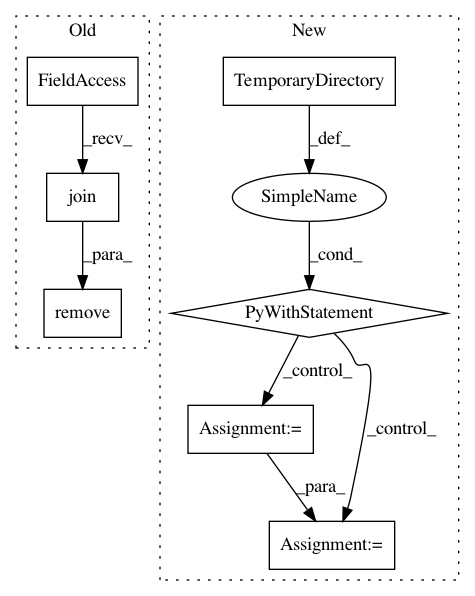 Old
New
FieldAccess
TemporaryDirectory
_recv_
_def_
join
SimpleName
_para_
_cond_
remove
PyWithStatement
_control_
_control_
Assignment:=
_para_
Assignment:=